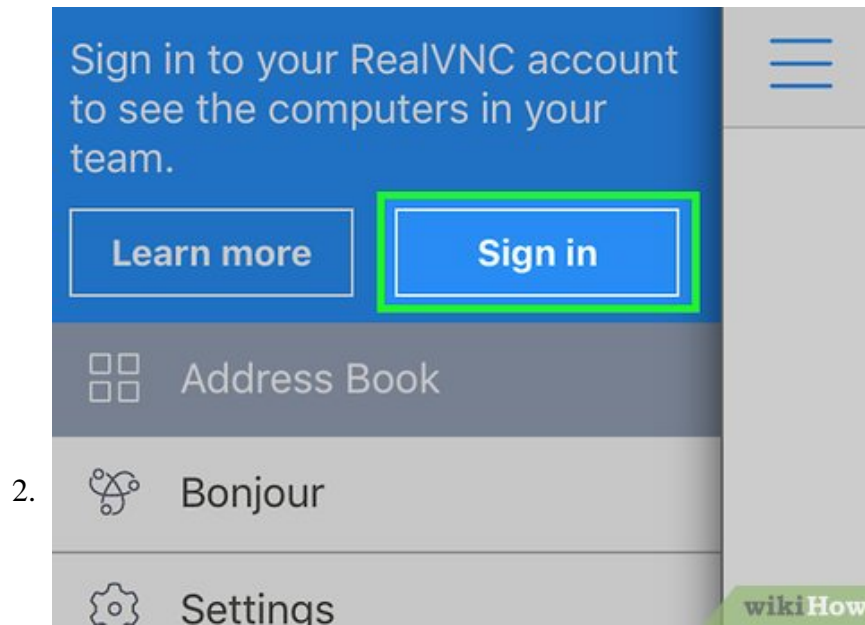 Sign in to your RealVNC account
to see the computers in your
team.
Learn more
Sign in
Address Book
2.
Bonjour
Settings
wikiHow